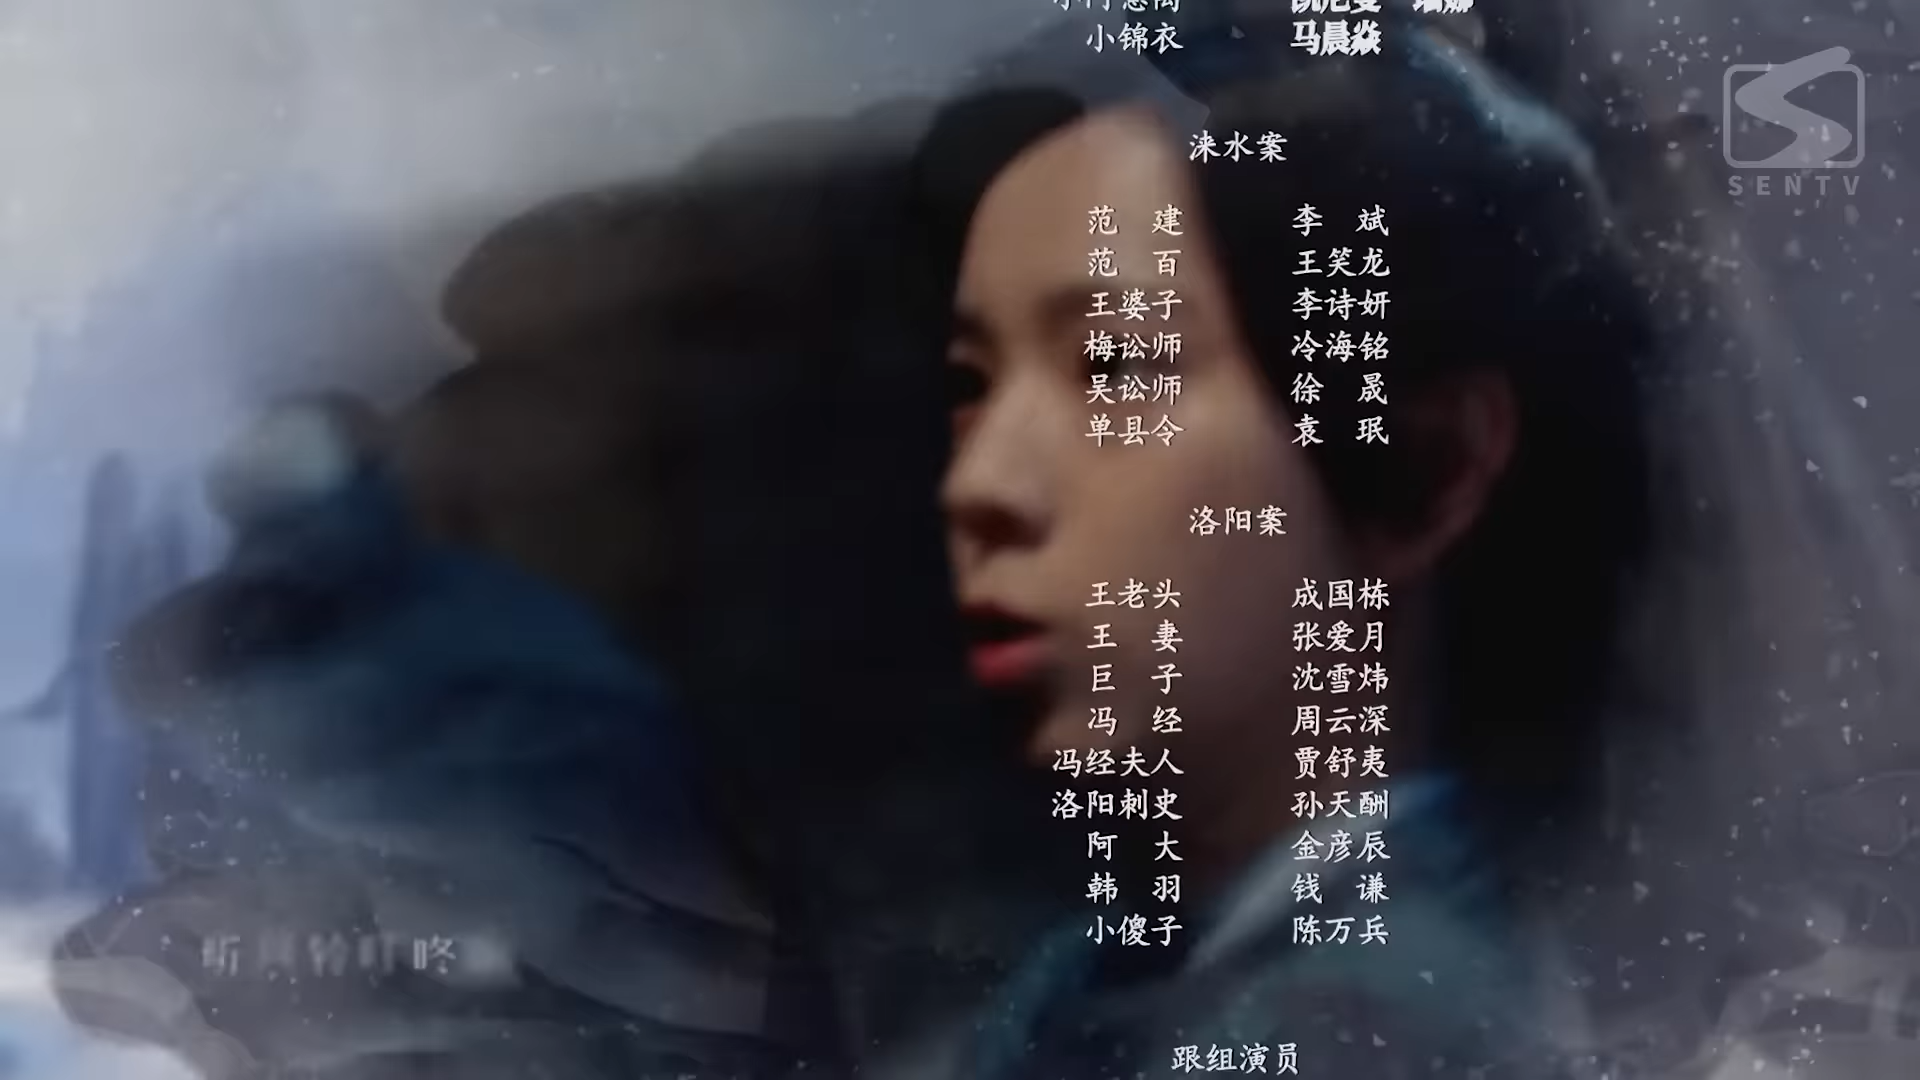 小锦衣 马晨焱
SENTV
涞水案
范 建 李 斌
范 百 王笑龙
王婆子 李诗妍
梅讼师 冷海铭
吴讼师 徐 晟
单县令 袁 珉
洛阳案
王老头 成国栋
王 妻 张爱月
巨 子 沈雪炜
冯 经 周云深
冯经夫人 贾舒夷
洛阳刺史 孙天酬
阿 大 金彦辰
韩 羽 钱 谦
小傻子 陈万兵
跟组演员